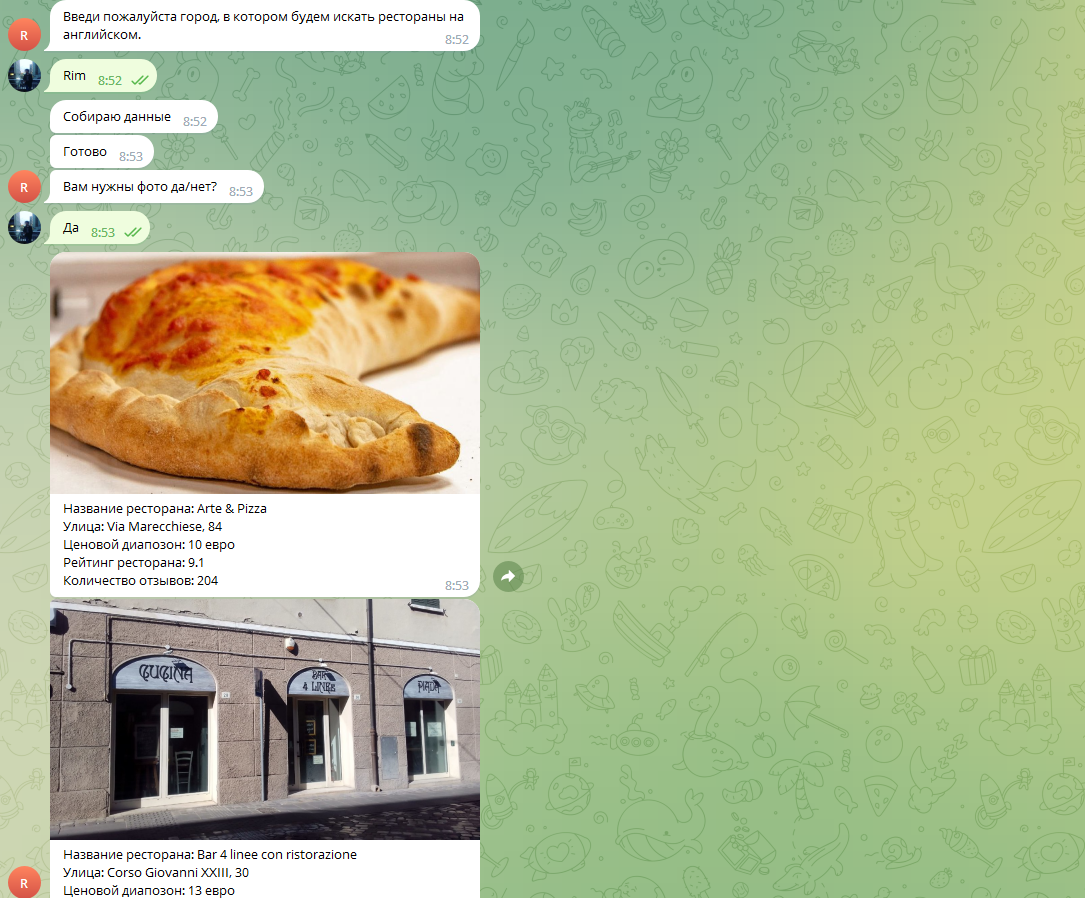 Введи пожалуйста город, в котором будем искать рестораны на
английском.
8:52
R
Rim 8:52
Собираю данные 8:52
Готово 8:53
Вам нужны фото да/нет? 8:53
R
Да 8:53
Название ресторана: Arte & Pizza
Улица: Via Marecchiese, 84
Ценовой диапозон: 10 евро
Рейтинг ресторана: 9.1
Количество отзывов: 204
8:53
CUCINA
BAR
4 LINEE
PIADA
Название ресторана: Bar 4 linee con ristorazione
Улица: Corso Giovanni XXIII, 30
Ценовой диапозон: 13 евро
R